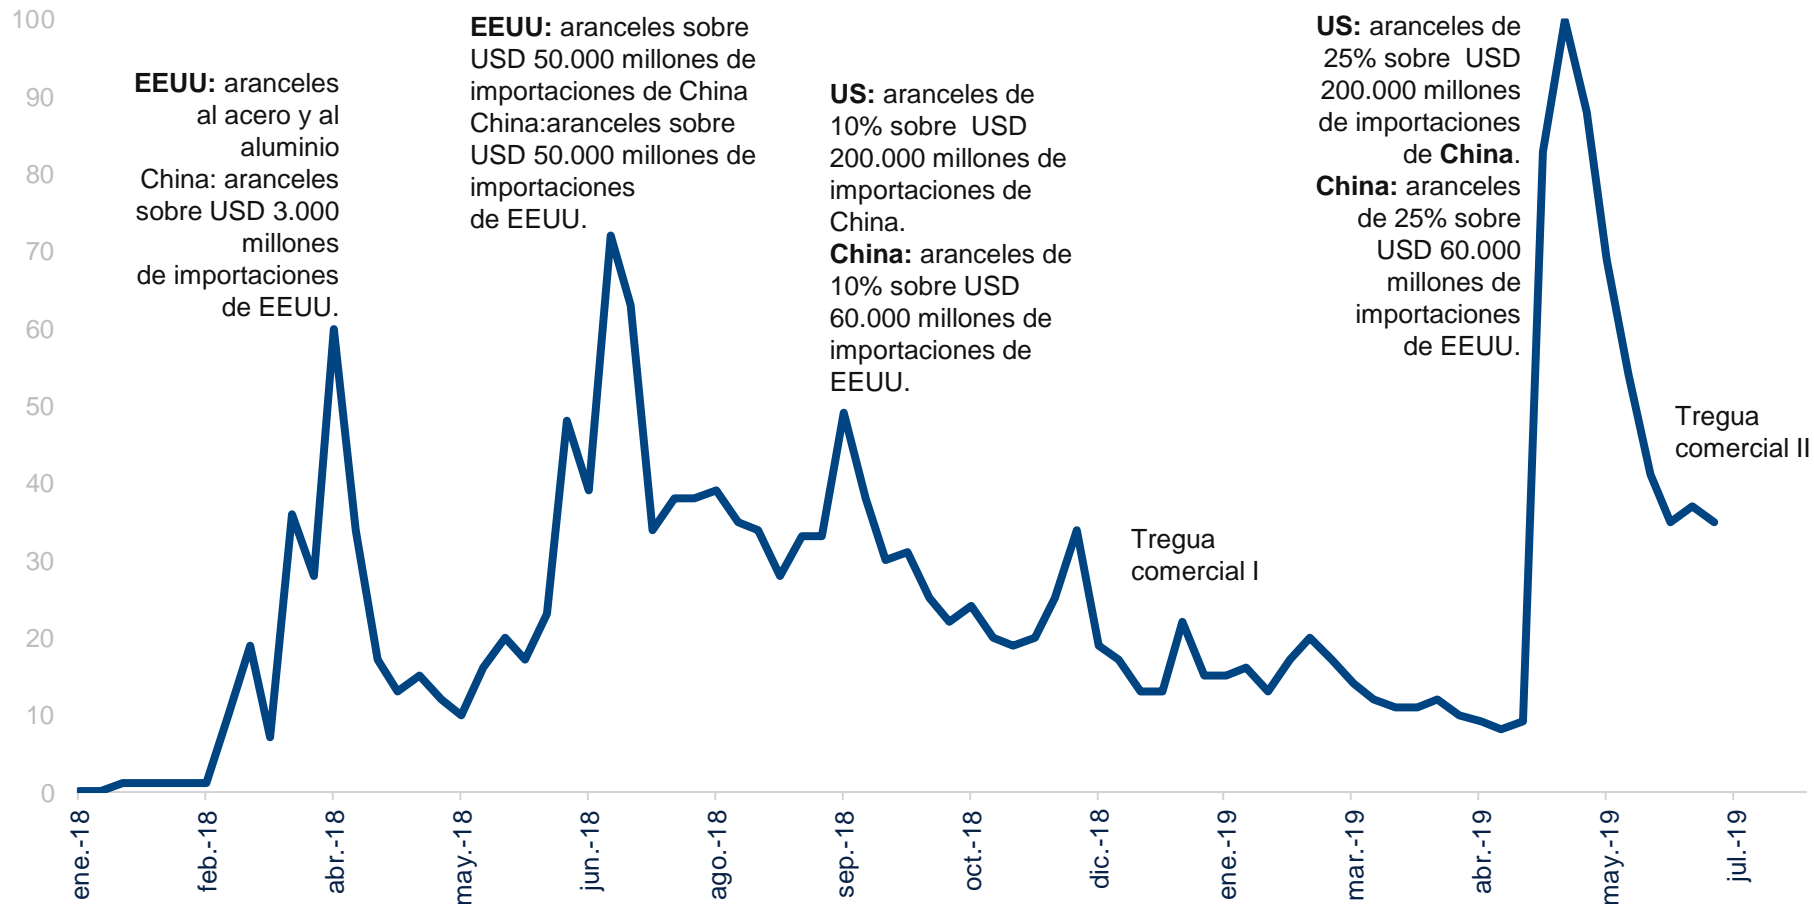 100
90
80
70
60
50
40
30
20
10
0
EEUU: aranceles
al acero y al
aluminio
China: aranceles
sobre USD 3.000
millones
de importaciones
de EEUU.
EEUU: aranceles sobre
USD 50.000 millones de
importaciones de China
China:aranceles sobre
USD 50.000 millones de
importaciones
de EEUU.
US: aranceles de
10% sobre USD
200.000 millones de
importaciones de
China.
China: aranceles de
10% sobre USD
60.000 millones de
importaciones de
EEUU.
Tregua
comercial I
US: aranceles de
25% sobre USD
200.000 millones
de importaciones
de China.
China: aranceles
de 25% sobre
USD 60.000
millones de
importaciones
de EEUU.
Tregua
comercial II
ene.-18
feb.-18
abr.-18
may.-18
jun.-18
ago.-18
sep.-18
oct.-18
dic.-18
ene.-19
mar.-19
abr.-19
may.-19
jul.-19